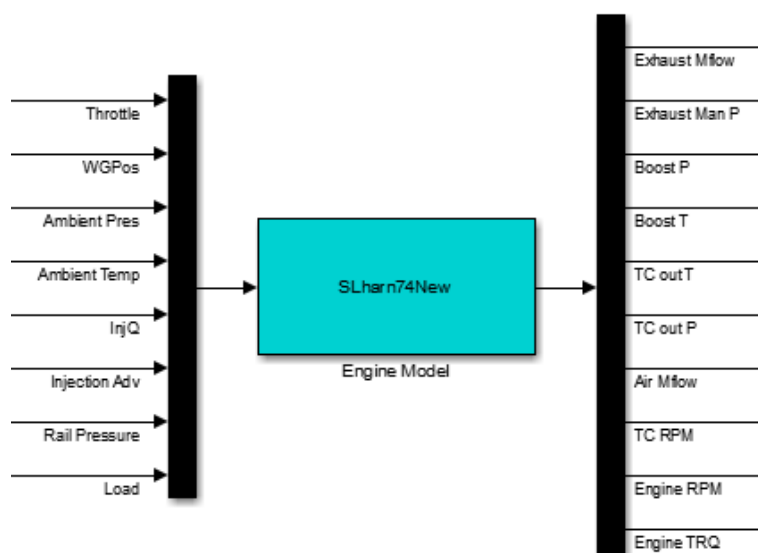 Throttle
WGPos
Ambient Pres
Ambient Temp
InjQ
Injection Adv
Rail Pressure
Load
SLharn74New
Engine Model
Exhaust Mflow
Exhaust Man P
Boost P
Boost T
TC out T
TC out P
Air Mflow
TC RPM
Engine RPM
Engine TRQ